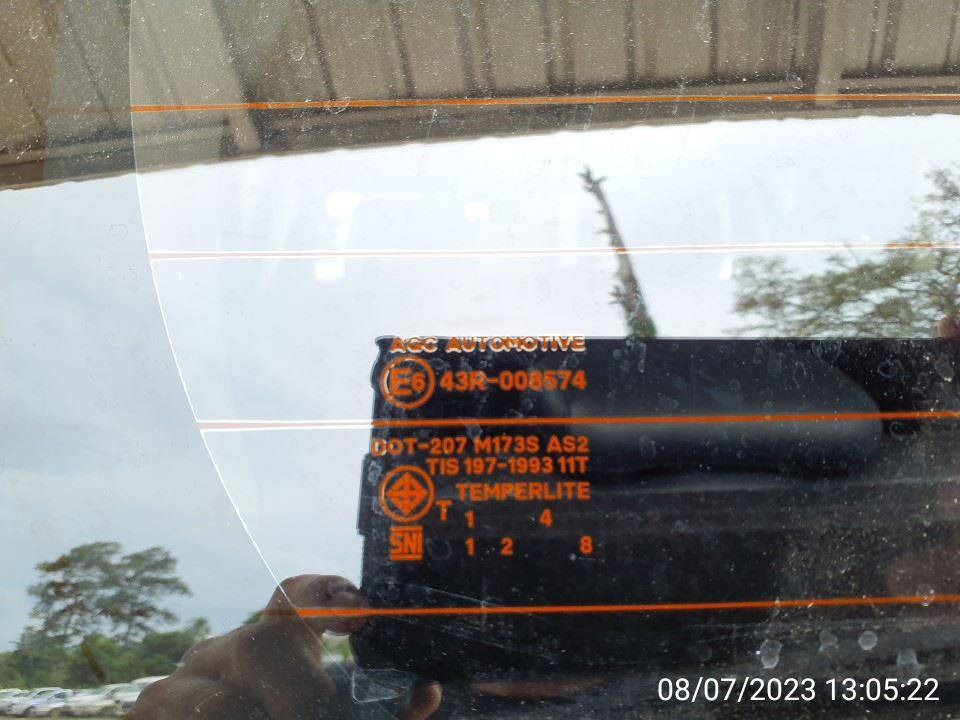 AGC AUTOMOTIVE
E6 43R-008574
DOT-207 M173S AS2
TIS 197-1993 11T
TEMPERLITE
T 1 4
SNI 1 2 8
08/07/2023 13:05:22